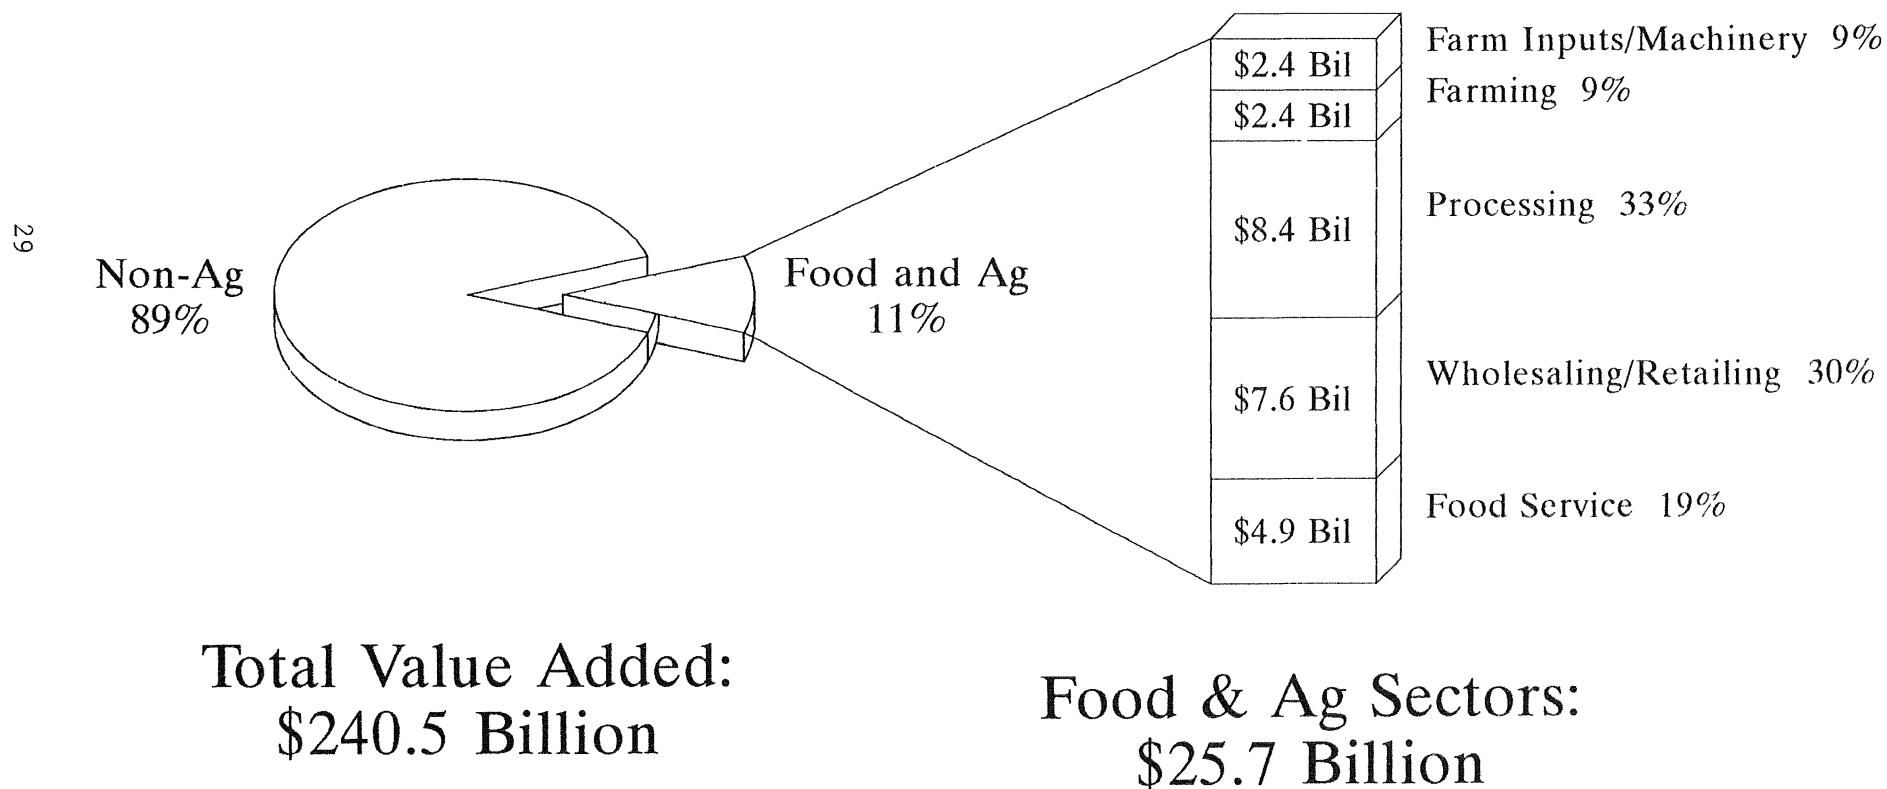 29
Non-Ag
89%
Food and Ag
11%
$2.4 Bil
Farm Inputs/Machinery 9%
$2.4 Bil
Farming 9%
$8.4 Bil
Processing 33%
$7.6 Bil
Wholesaling/Retailing 30%
$4.9 Bil
Food Service 19%
Total Value Added:
$240.5 Billion
Food & Ag Sectors:
$25.7 Billion